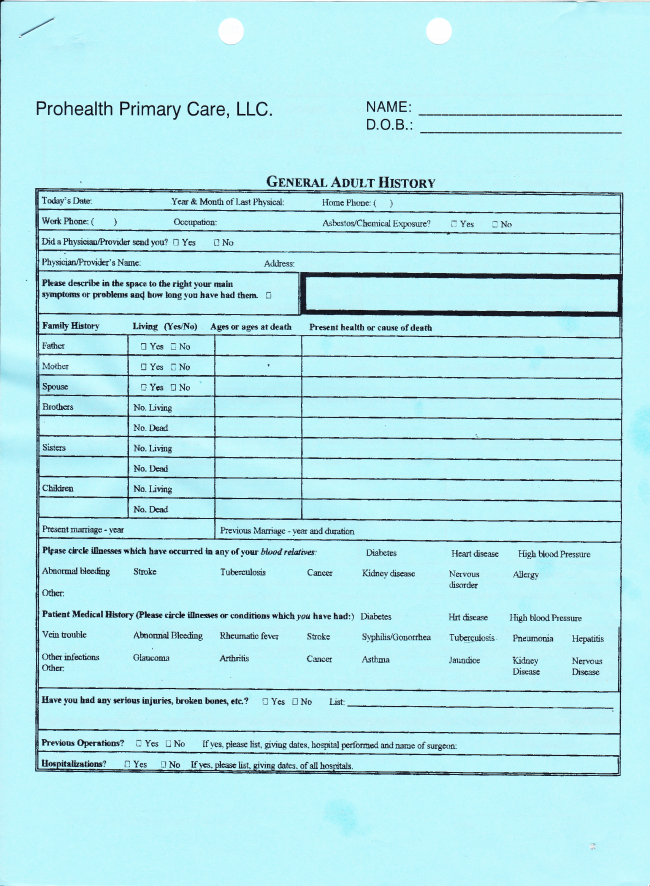 Prohealth Primary Care, LLC.
NAME:
D.O.B.:
GENERAL ADULT HISTORY
Today's Date: Year & Month of Last Physical: Home Phone: ( )
Work Phone: ( ) Occupation: Asbestos/Chemical Exposure? □ Yes □ No
Did a Physician/Provider send you? □ Yes □ No
Physician/Provider's Name: Address:
Please describe in the space to the right your main
symptoms or problems and how long you have had them. □
Family History Living (Yes/No) Ages or ages at death Present health or cause of death
Father □ Yes □ No
Mother □ Yes □ No
Spouse □ Yes □ No
Brothers No. Living
No. Dead
Sisters No. Living
No. Dead
Children No. Living
No. Dead
Present marriage - year Previous Marriage - year and duration
Please circle illnesses which have occurred in any of your blood relatives: Diabetes Heart disease High blood Pressure
Abnormal bleeding Stroke Tuberculosis Cancer Kidney disease Nervous disorder Allergy
Other:
Patient Medical History (Please circle illnesses or conditions which you have had:) Diabetes Hrt disease High blood Pressure
Vein trouble Abnormal Bleeding Rheumatic fever Stroke Syphilis/Gonorrhea Tuberculosis Pneumonia Hepatitis
Other infections Glaucoma Arthritis Cancer Asthma Jaundice Kidney Disease Nervous Disease
Other:
Have you had any serious injuries, broken bones, etc.? □ Yes □ No List:
Previous Operations? □ Yes □ No If yes, please list, giving dates, hospital performed and name of surgeon:
Hospitalizations? □ Yes □ No If yes, please list, giving dates, of all hospitals.
2